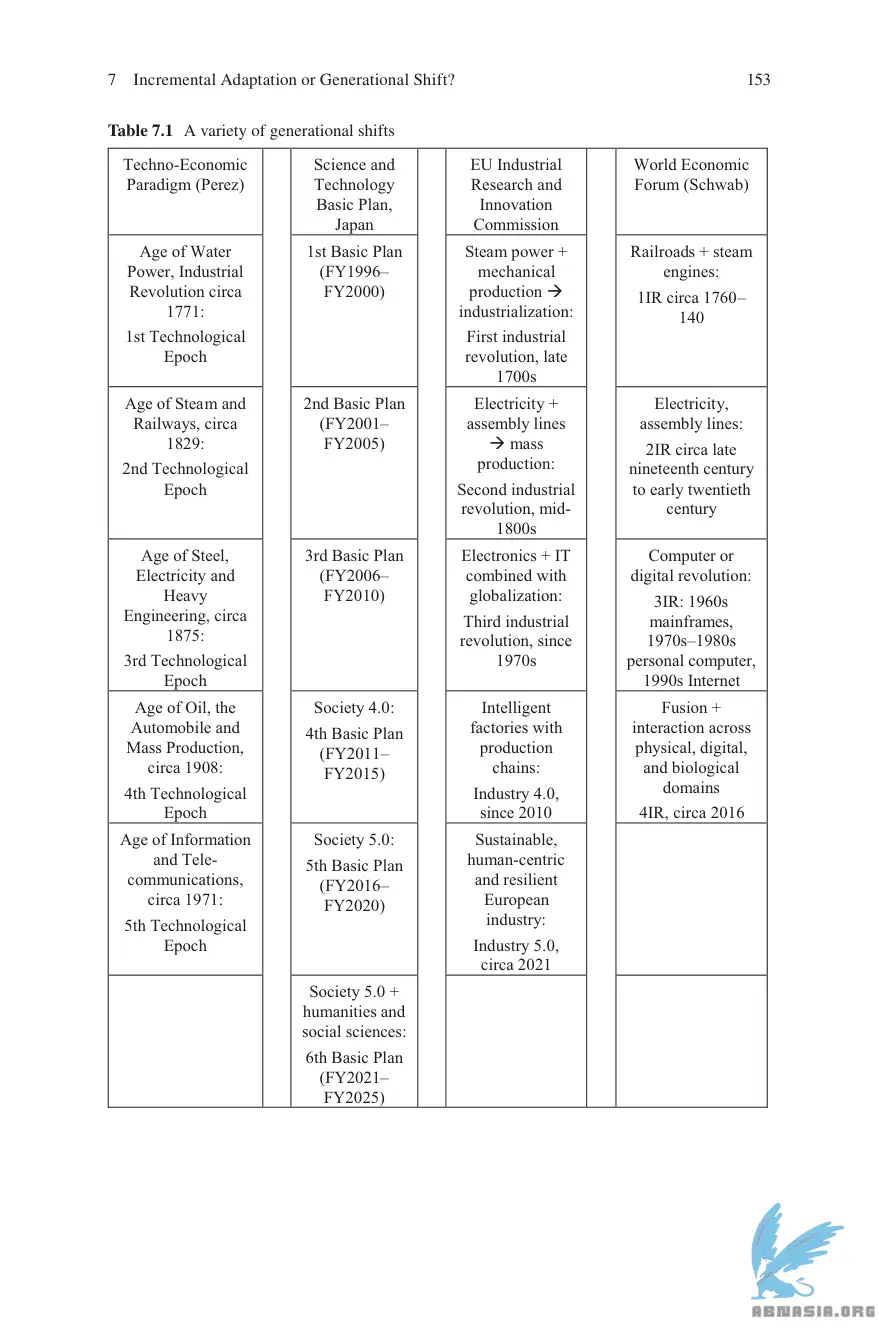 7 Incremental Adaptation or Generational Shift?
153
Table 7.1 A variety of generational shifts
Techno-Economic
Paradigm (Perez)
Science and
Technology
Basic Plan,
Japan
EU Industrial
Research and
Innovation
Commission
World Economic
Forum (Schwab)
Age of Water
Power, Industrial
Revolution circa
1771:
1st Technological
Epoch
1st Basic Plan
(FY1996–
FY2000)
Steam power +
mechanical
production →
industrialization:
First industrial
revolution, late
1700s
Railroads + steam
engines:
1IR circa 1760–
140
Age of Steam and
Railways, circa
1829:
2nd Technological
Epoch
2nd Basic Plan
(FY2001–
FY2005)
Electricity +
assembly lines
→ mass
production:
Second industrial
revolution, mid-
1800s
Electricity,
assembly lines:
2IR circa late
nineteenth century
to early twentieth
century
Age of Steel,
Electricity and
Heavy
Engineering, circa
1875:
3rd Technological
Epoch
3rd Basic Plan
(FY2006–
FY2010)
Electronics + IT
combined with
globalization:
Third industrial
revolution, since
1970s
Computer or
digital revolution:
3IR: 1960s
mainframes,
1970s–1980s
personal computer,
1990s Internet
Age of Oil, the
Automobile and
Mass Production,
circa 1908:
4th Technological
Epoch
Society 4.0:
4th Basic Plan
(FY2011–
FY2015)
Intelligent
factories with
production
chains:
Industry 4.0,
since 2010
Fusion +
interaction across
physical, digital,
and biological
domains
4IR, circa 2016
Age of Information
and Tele-
communications,
circa 1971:
5th Technological
Epoch
Society 5.0:
5th Basic Plan
(FY2016–
FY2020)
Sustainable,
human-centric
and resilient
European
industry:
Industry 5.0,
circa 2021
Society 5.0 +
humanities and
social sciences:
6th Basic Plan
(FY2021–
FY2025)
ABNASIA.ORG